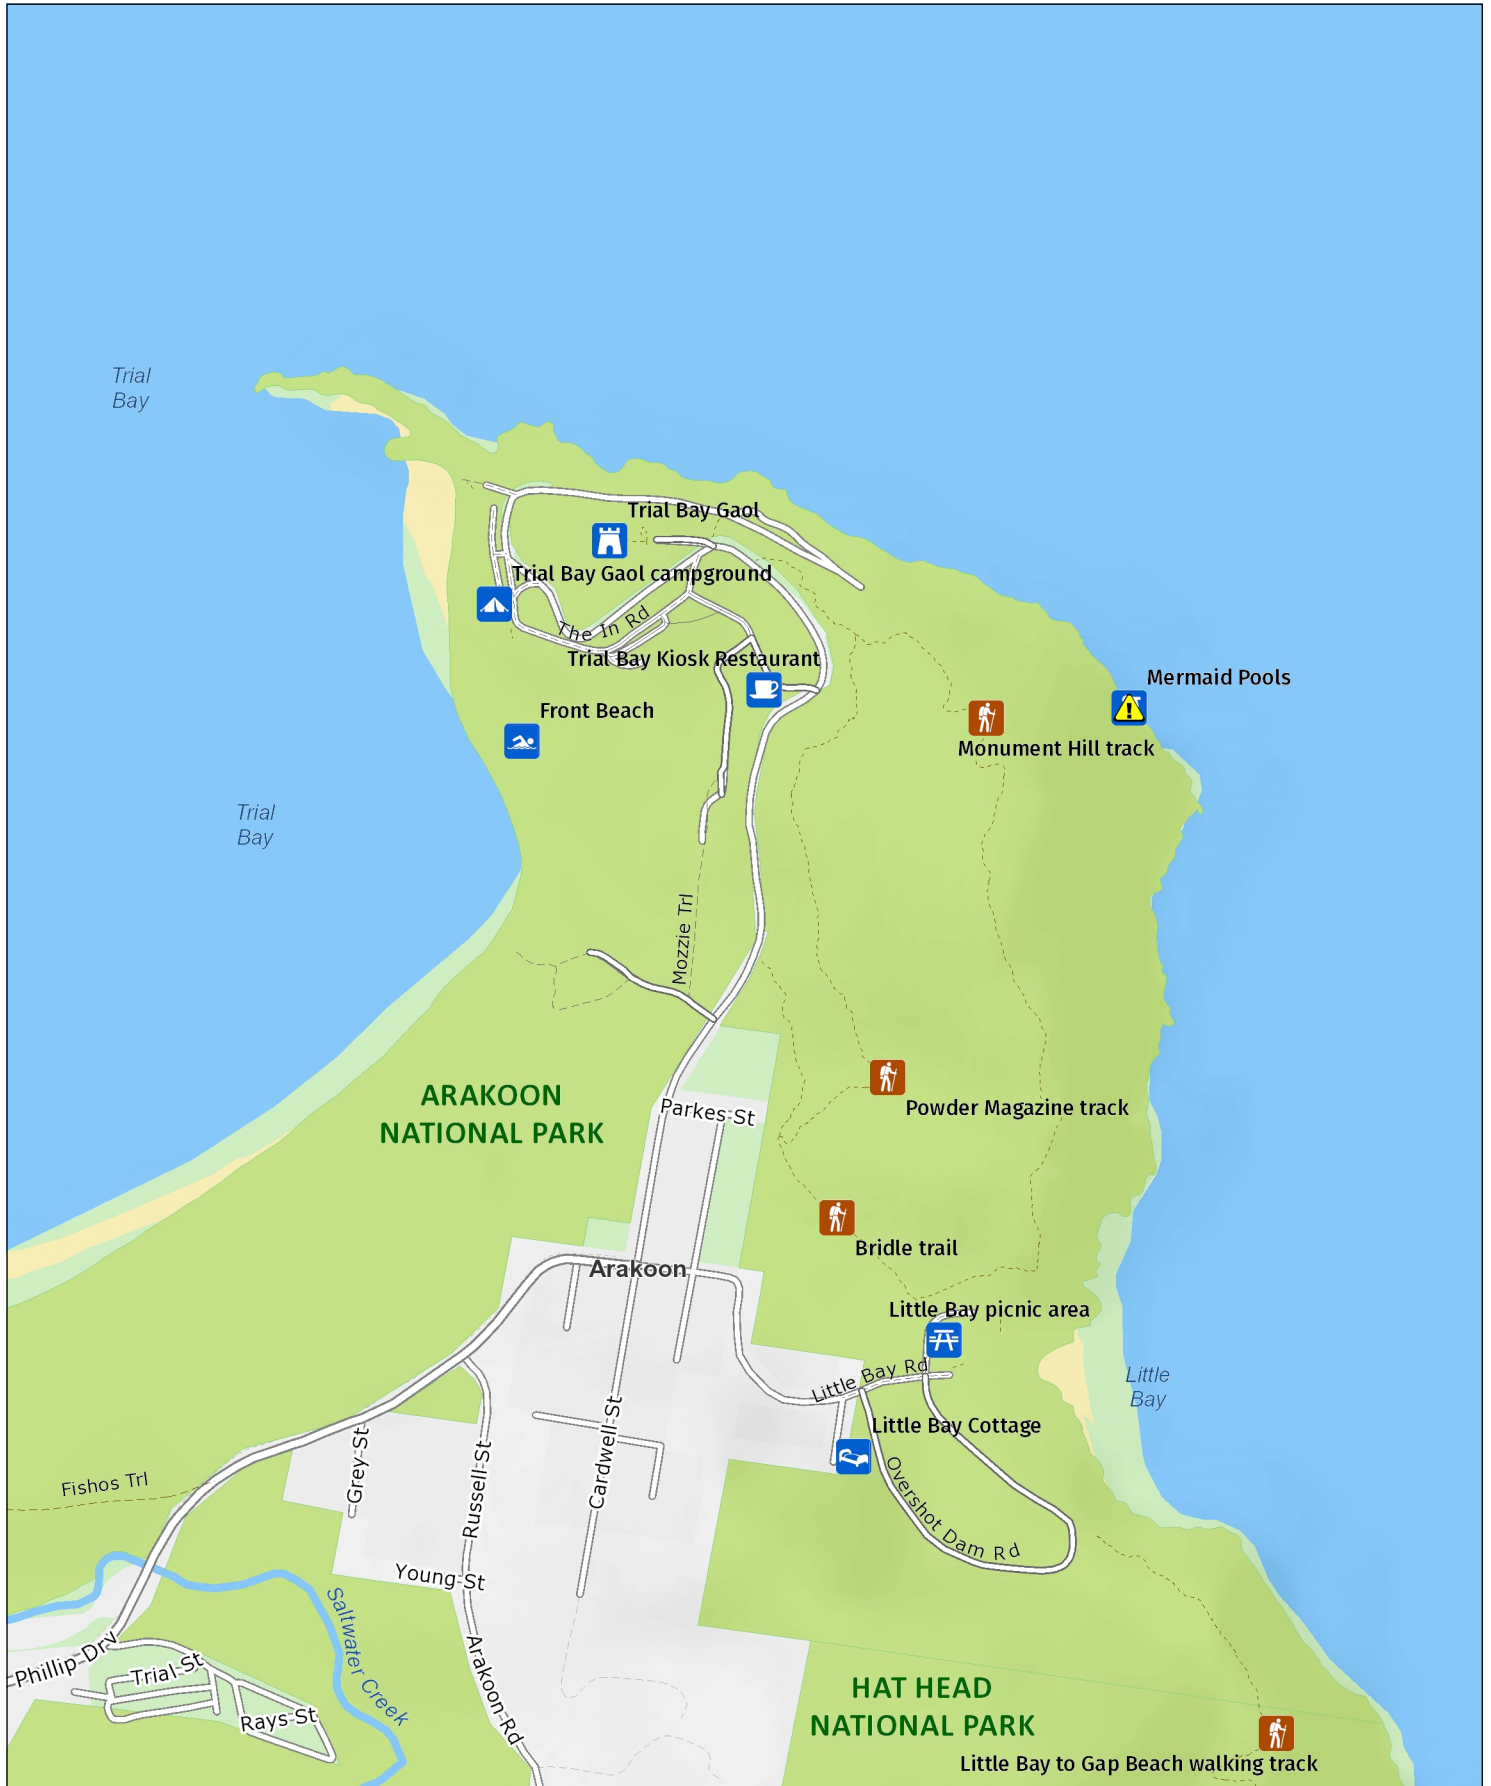 Trial
Bay
Trial Bay Gaol
Trial Bay Gaol campground
The In Rd
Trial Bay Kiosk Restaurant
Mermaid Pools
Front Beach
Monument Hill track
Trial
Bay
Mozzie Trl
ARAKOON
NATIONAL PARK
Parkes St
Powder Magazine track
Bridle trail
Arakoon
Little Bay picnic area
Little Bay Rd
Little
Bay
Little Bay Cottage
Cardwell St
Grey St
Russell St
Fishos Trl
Overshot Dam Rd
Young St
Saltwater Creek
Phillip Drv
Trial St
Rays St
Arakoon Rd
HAT HEAD
NATIONAL PARK
Little Bay to Gap Beach walking track